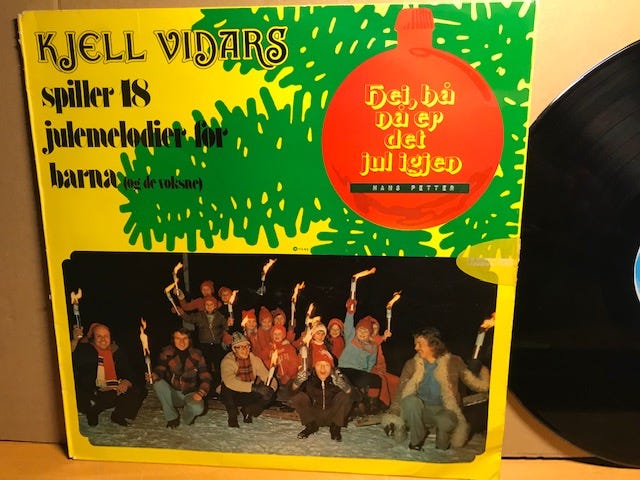 KJELL VIDARS
spiller 18
julemelodier for
barna (og de voksne)
Hei, hå
nå er
det
jul igjen
HANS PETTER